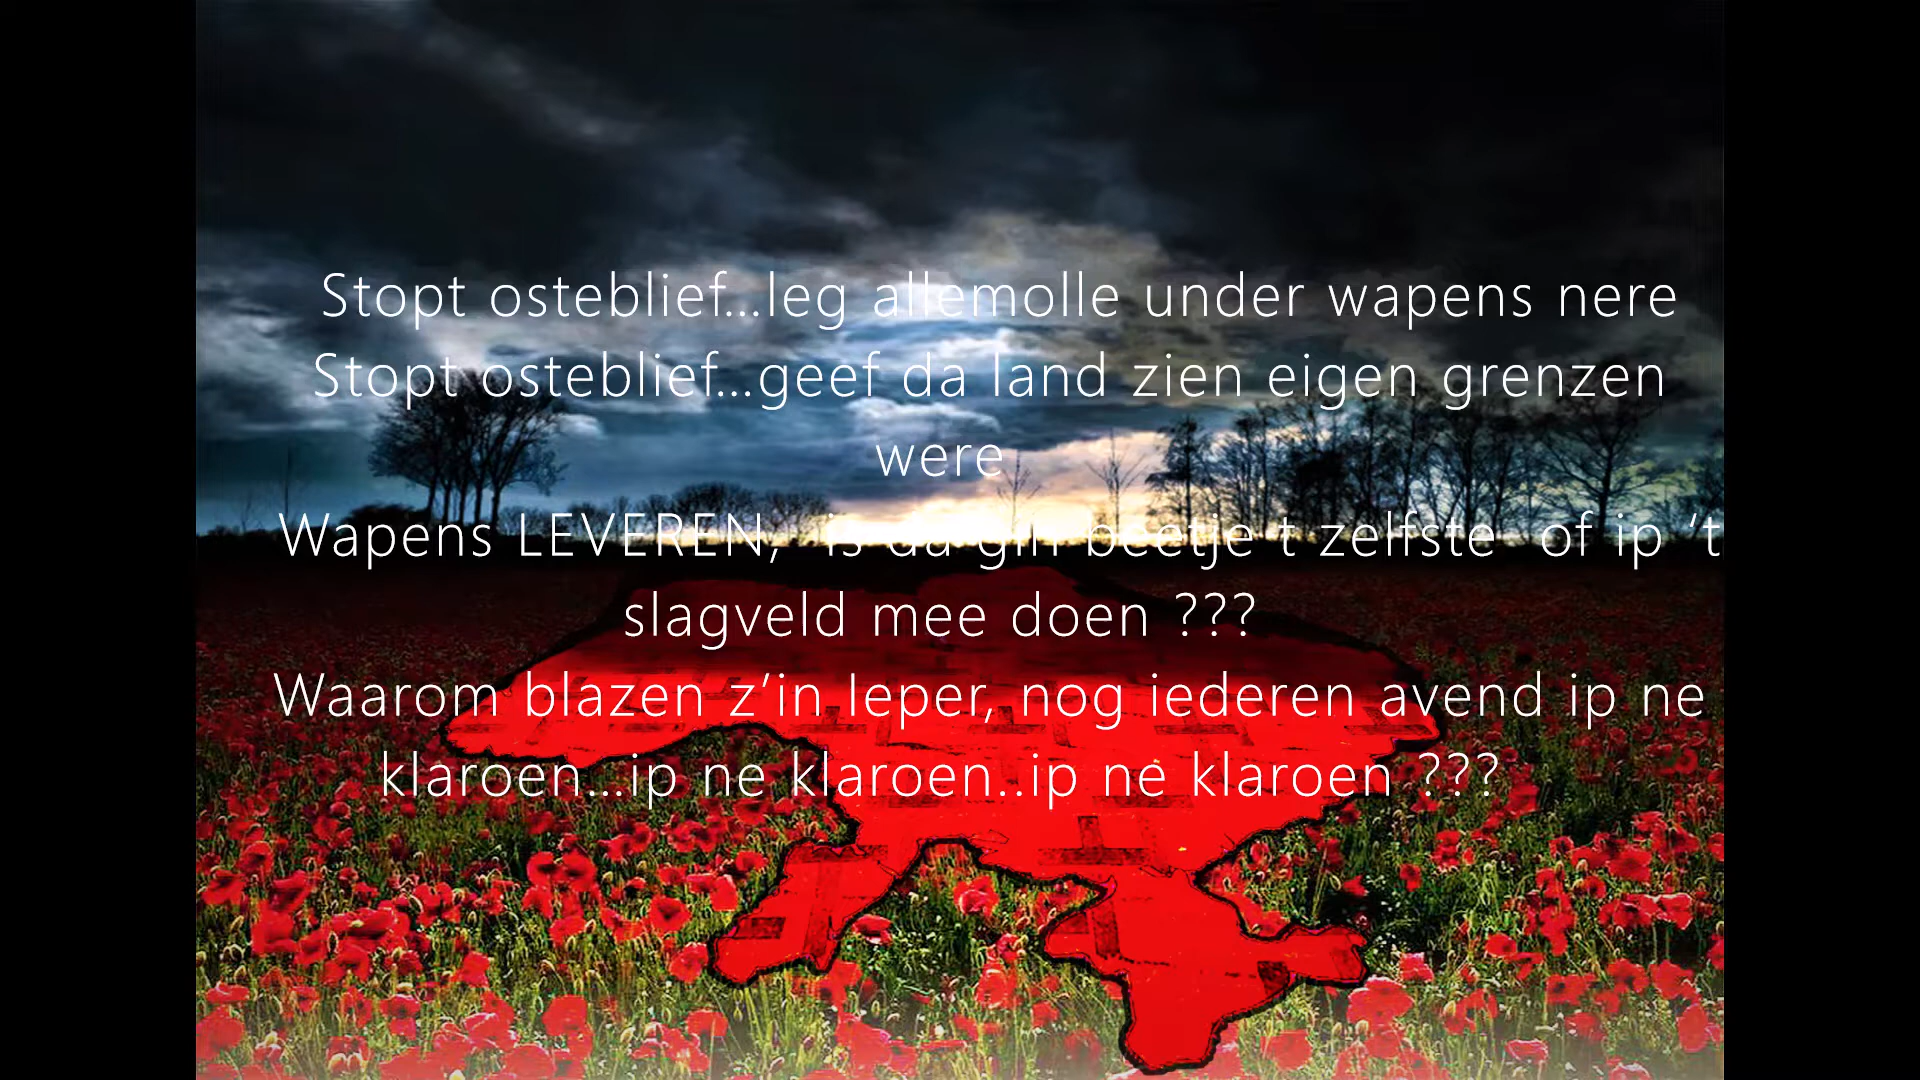 Stopt osteblief...leg allemolle under wapens nere
Stopt osteblief...geef da land zien eigen grenzen
were
Wapens LEVEREN,  is da gin beetje t zelfste  of ip ‘t
slagveld mee doen ???
Waarom blazen z’in Ieper, nog iederen avend ip ne
klaroen...ip ne klaroen..ip ne klaroen ???